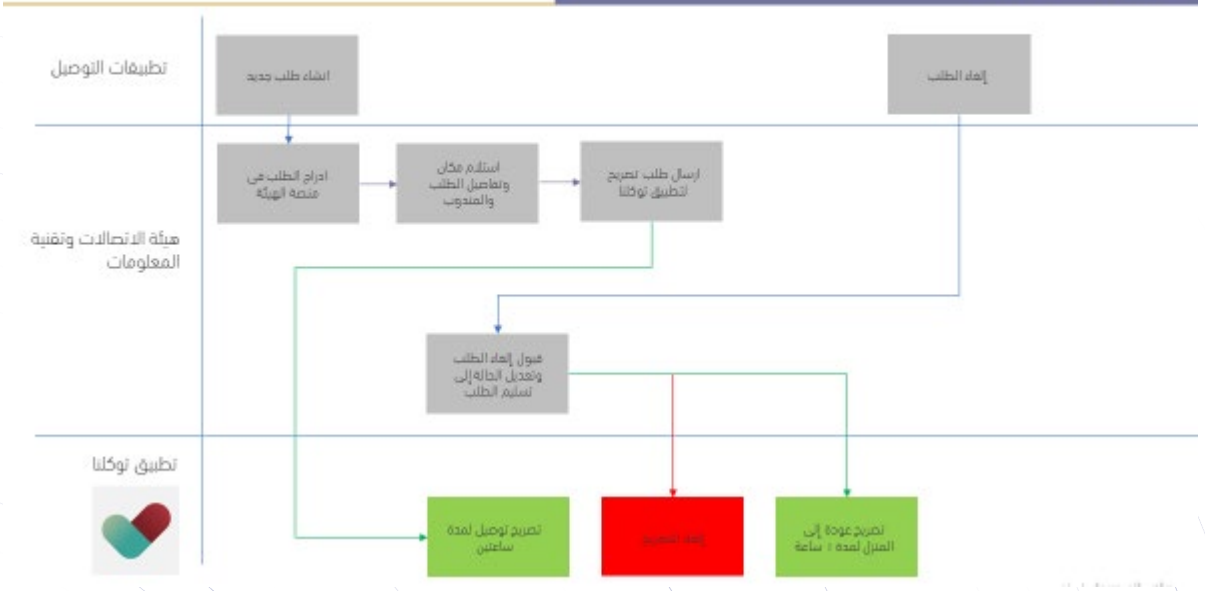 تطبيقات التوصيل
انشاء طلب جديد
إلغاء الطلب
ادراج الطلب في
منصة الهيئة
استلام مكان
وتفاصيل الطلب
والمندوب
ارسال طلب تصريح
لتطبيق توكلنا
هيئة الاتصالات وتقنية
المعلومات
قبول إلغاء الطلب
وتعديل الحالة إلى
تسليم الطلب
تطبيق توكلنا
تصريح توصيل لمدة
ساعتين
إلغاء التصريح
تصريح عودة إلى
المنزل لمدة ١ ساعة